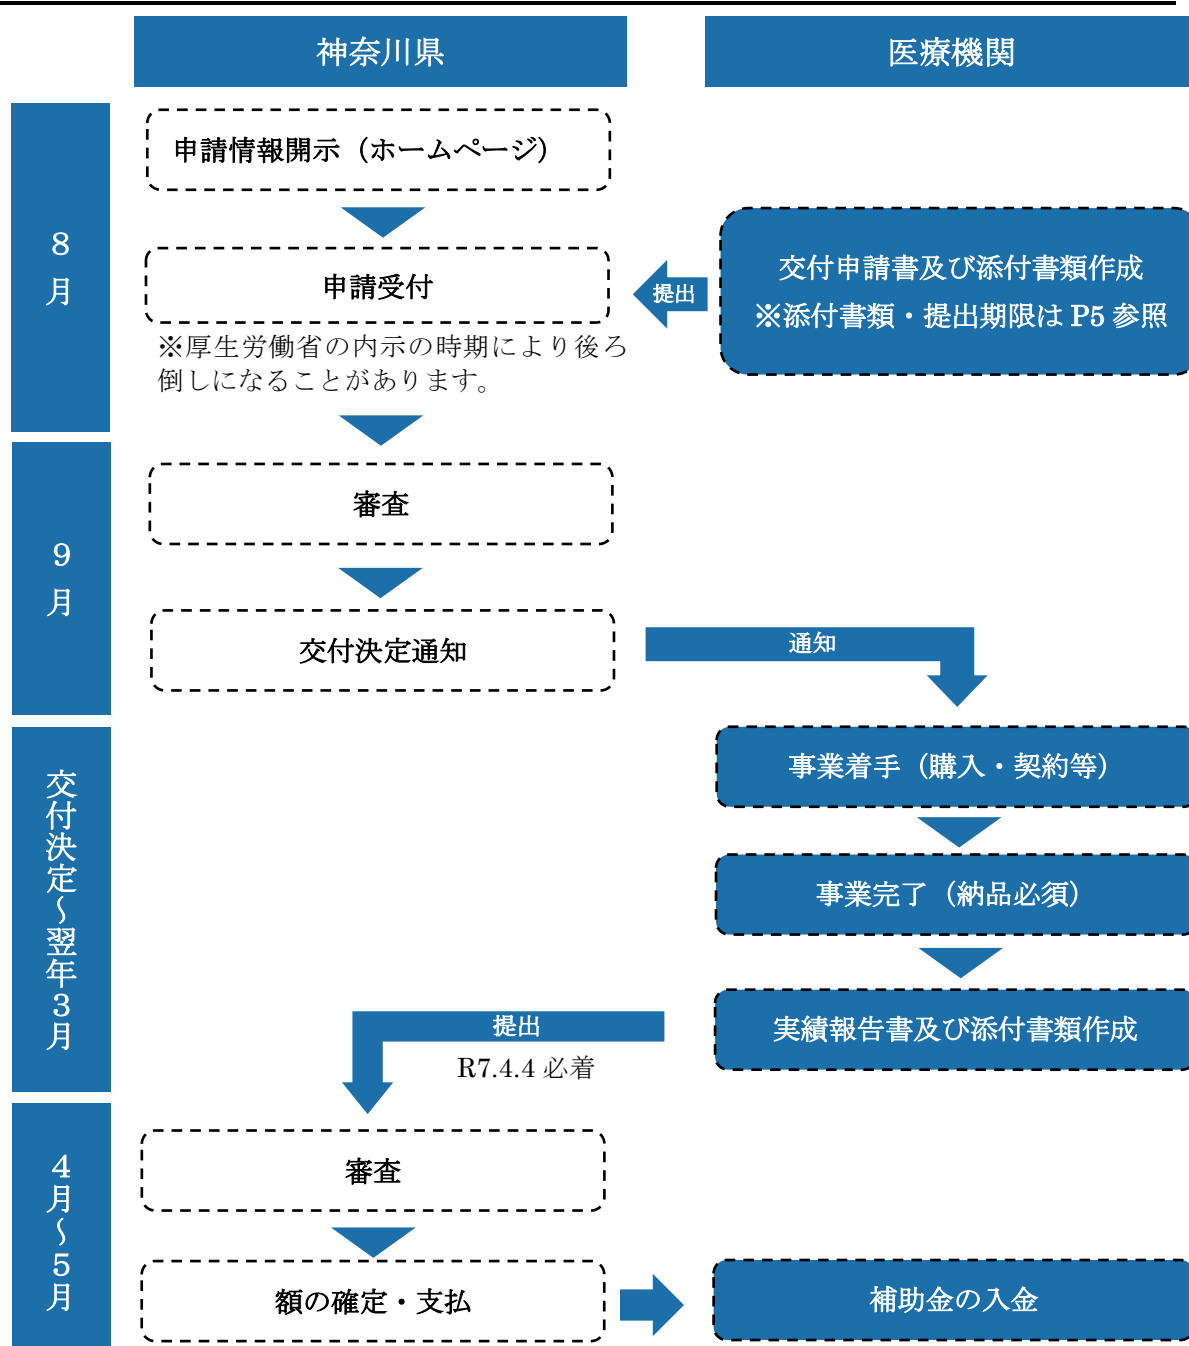 神奈川県
医療機関
8月
申請情報開示（ホームページ）
申請受付
提出
交付申請書及び添付書類作成
※添付書類・提出期限は P5 参照
※厚生労働省の内示の時期により後ろ
倒しになることがあります。
9月
審査
交付決定通知
通知
交付決定～翌年3月
事業着手（購入・契約等）
事業完了（納品必須）
実績報告書及び添付書類作成
提出
R7.4.4 必着
4月～5月
審査
額の確定・支払
補助金の入金